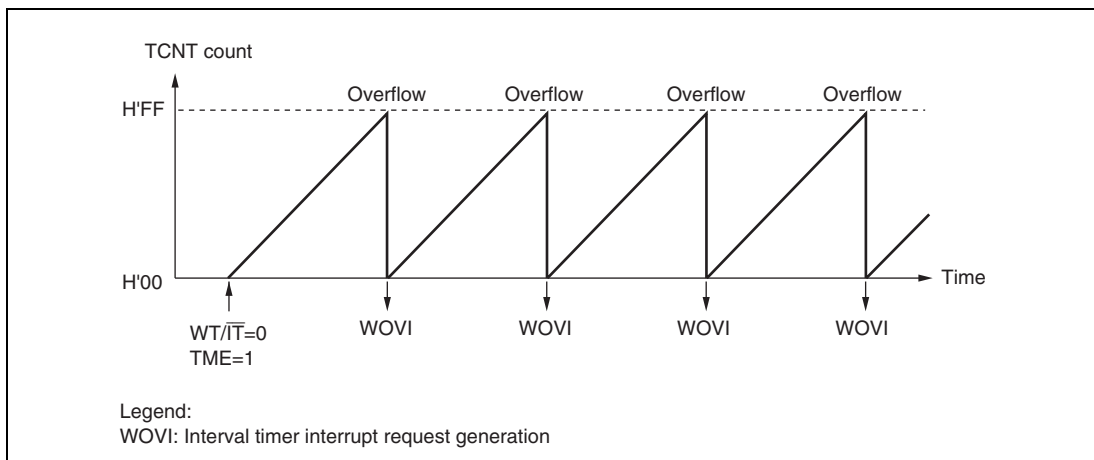 TCNT count
Overflow Overflow Overflow Overflow
H'FF
H'00
Time
WT/I̅T̅=0
TME=1
WOVI WOVI WOVI WOVI
Legend:
WOVI: Interval timer interrupt request generation